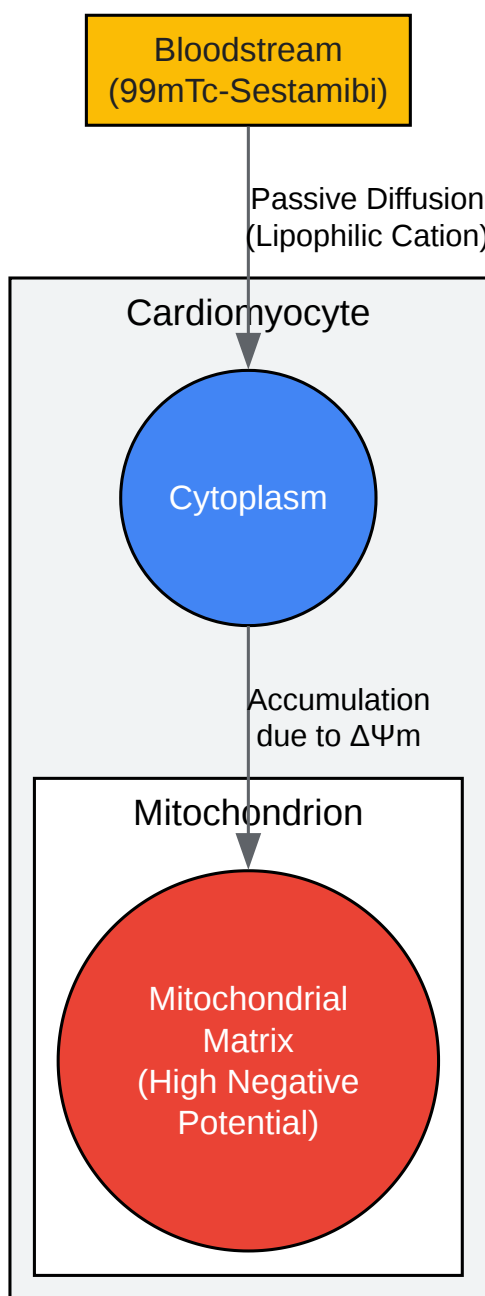 Bloodstream
(99mTc-Sestamibi)
Passive Diffusion
(Lipophilic Cation)
Cardiomyocyte
Cytoplasm
Accumulation
due to ΔΨm
Mitochondrion
Mitochondrial
Matrix
(High Negative
Potential)